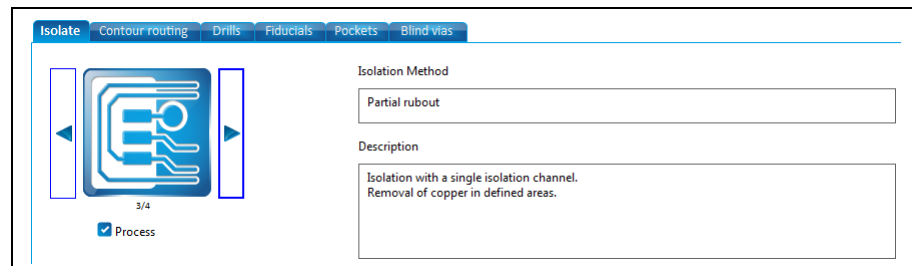 Isolate Contour routing Drills Fiducials Pockets Blind vias
Isolation Method
Partial rubout
Description
Isolation with a single isolation channel.
Removal of copper in defined areas.
3/4
Process